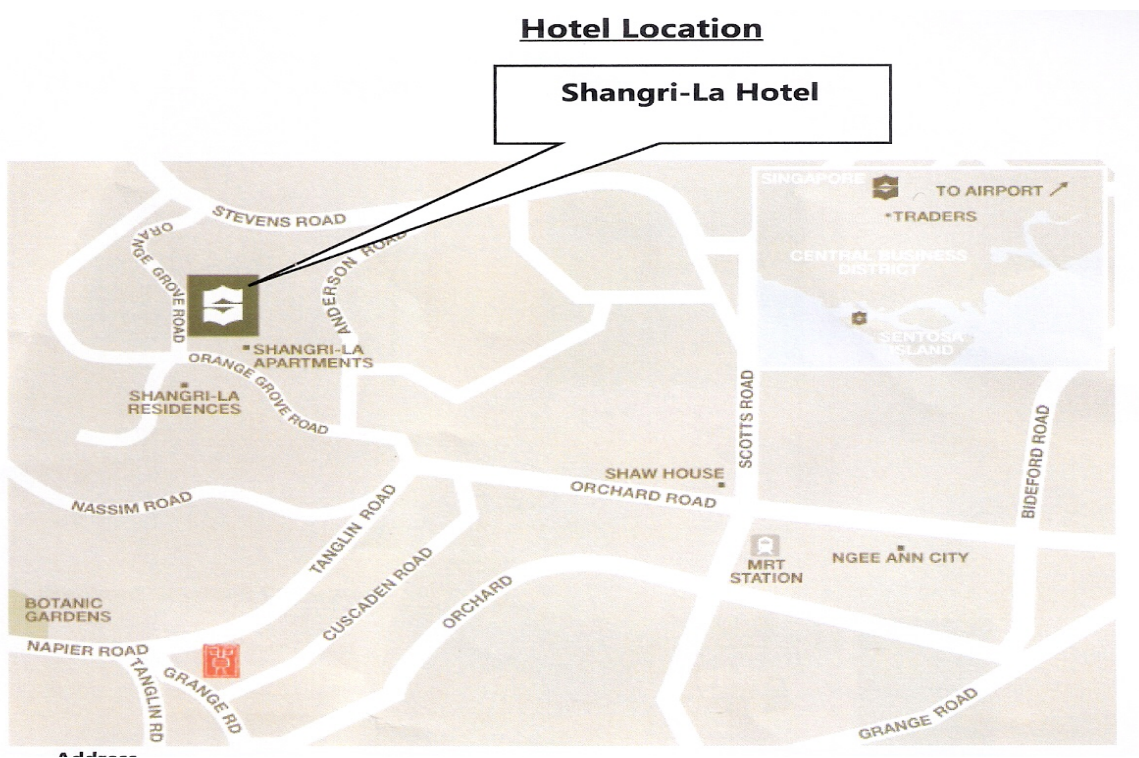 Hotel Location
Shangri-La Hotel
SINGAPORE
TO AIRPORT
TRADERS
CENTRAL BUSINESS
DISTRICT
SENTOSA
ISLAND
STEVENS ROAD
ORANGE GROVE ROAD
ANDERSON ROAD
SHANGRI-LA
APARTMENTS
ORANGE GROVE ROAD
SHANGRI-LA
RESIDENCES
SCOTTS ROAD
BIDEFORD ROAD
SHAW HOUSE
ORCHARD ROAD
NASSIM ROAD
TANGLIN ROAD
CUSCADEN ROAD
ORCHARD
MRT
STATION
NGEE ANN CITY
BOTANIC
GARDENS
NAPIER ROAD
TANGLIN RD
GRANGE RD
GRANGE ROAD